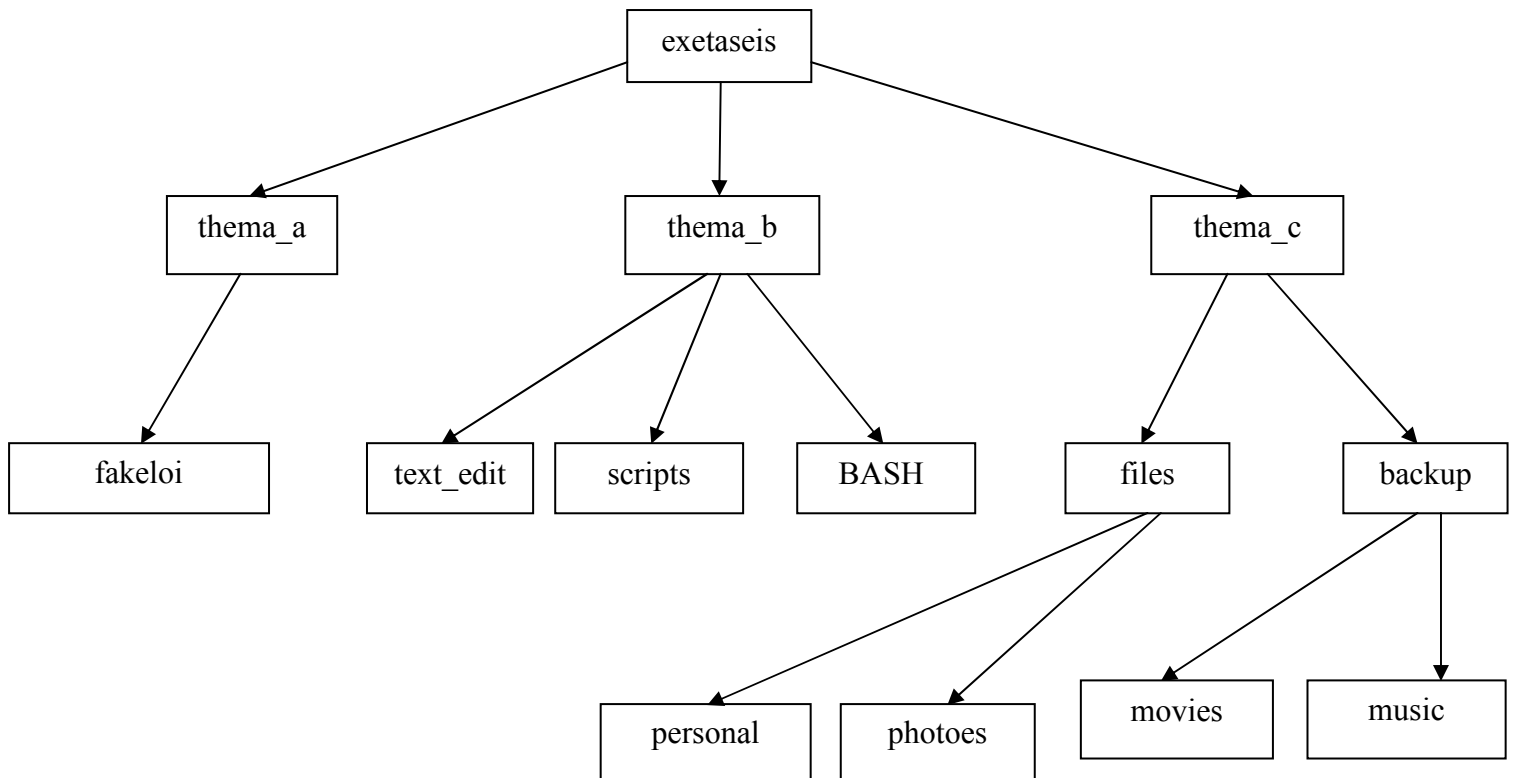 exetaseis
thema_a
thema_b
thema_c
fakeloi
text_edit
scripts
BASH
files
backup
personal
photoes
movies
music